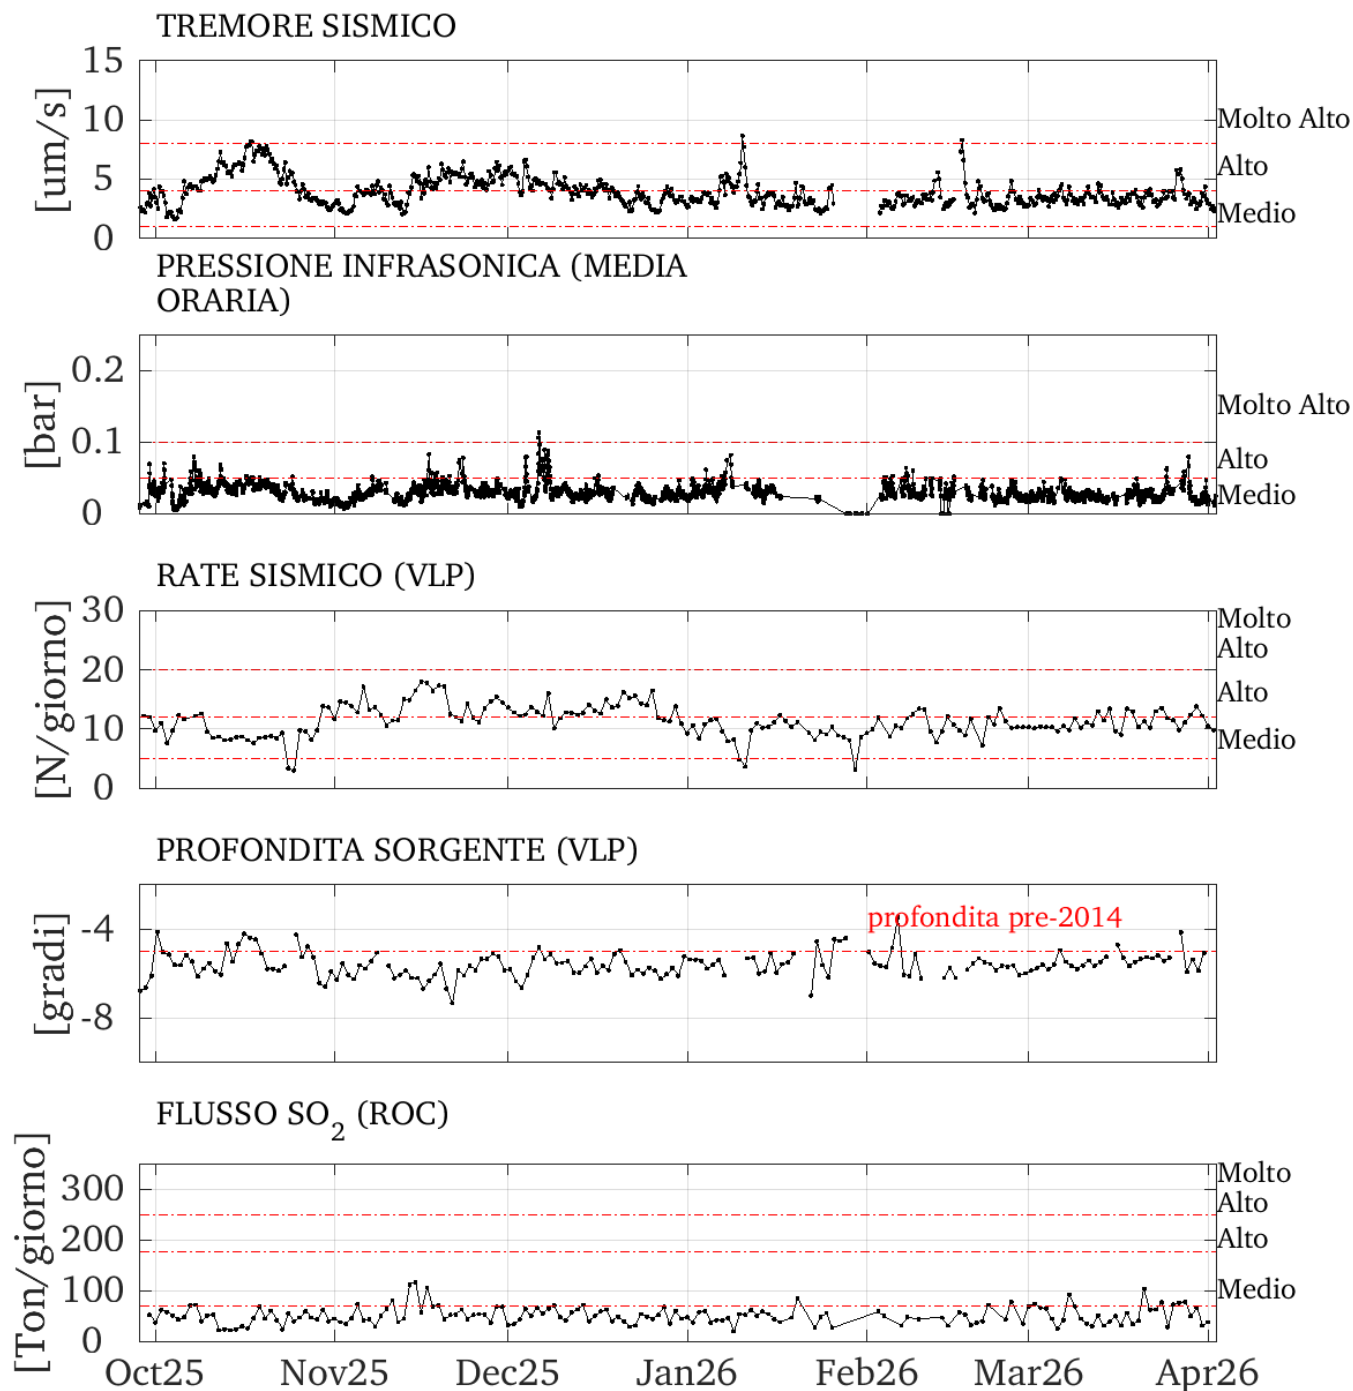 TREMORE SISMICO
15
10
5
0
[um/s]
Molto Alto
Alto
Medio
PRESSIONE INFRASONICA (MEDIA
ORARIA)
0.2
0.1
0
[bar]
Molto Alto
Alto
Medio
RATE SISMICO (VLP)
30
20
10
0
[N/giorno]
Molto
Alto
Alto
Medio
PROFONDITA SORGENTE (VLP)
-4
-8
[gradi]
profondita pre-2014
FLUSSO SO2 (ROC)
300
200
100
0
[Ton/giorno]
Molto
Alto
Alto
Medio
Oct25 Nov25 Dec25 Jan26 Feb26 Mar26 Apr26